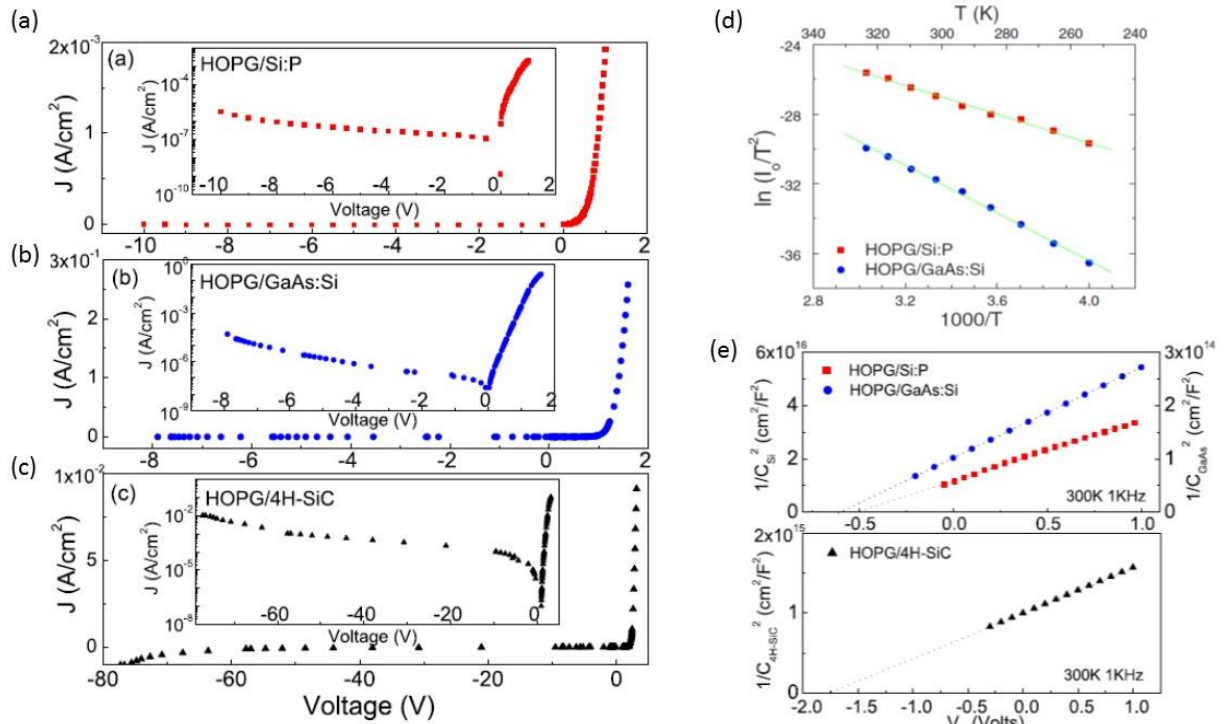 (a)
(a)
HOPG/Si:P
2x10⁻³
1
0
J (A/cm²)
10⁻⁴
10⁻⁷
10⁻¹⁰
J (A/cm²)
-10 -8 -6 -4 -2 0 2
Voltage (V)
-10 -8 -6 -4 -2 0 2
(b)
(b)
HOPG/GaAs:Si
3x10⁻¹
2
1
0
J (A/cm²)
10⁰
10⁻³
10⁻⁶
10⁻⁹
J (A/cm²)
-8 -6 -4 -2 0 2
Voltage (V)
-8 -6 -4 -2 0 2
(c)
(c)
HOPG/4H-SiC
1x10⁻²
5
0
J (A/cm²)
10⁻²
10⁻⁵
10⁻⁸
J (A/cm²)
-60 -40 -20 0
Voltage (V)
-80 -60 -40 -20 0
Voltage (V)
(d)
T (K)
340 320 300 280 260 240
-24
-28
-32
-36
ln (I₀/T²)
HOPG/Si:P
HOPG/GaAs:Si
2.8 3.2 3.6 4.0
1000/T
(e)
6x10¹⁶
4
2
0
1/C_Si² (cm²/F²)
HOPG/Si:P
HOPG/GaAs:Si
3x10¹⁴
2
1
0
1/C_GaAs² (cm²/F²)
300K 1KHz
-0.5 0.0 0.5 1.0
2x10¹⁵
1x10¹⁵
0
1/C_4H-SiC² (cm²/F²)
HOPG/4H-SiC
300K 1KHz
-2.0 -1.5 -1.0 -0.5 0.0 0.5 1.0
(Volts)